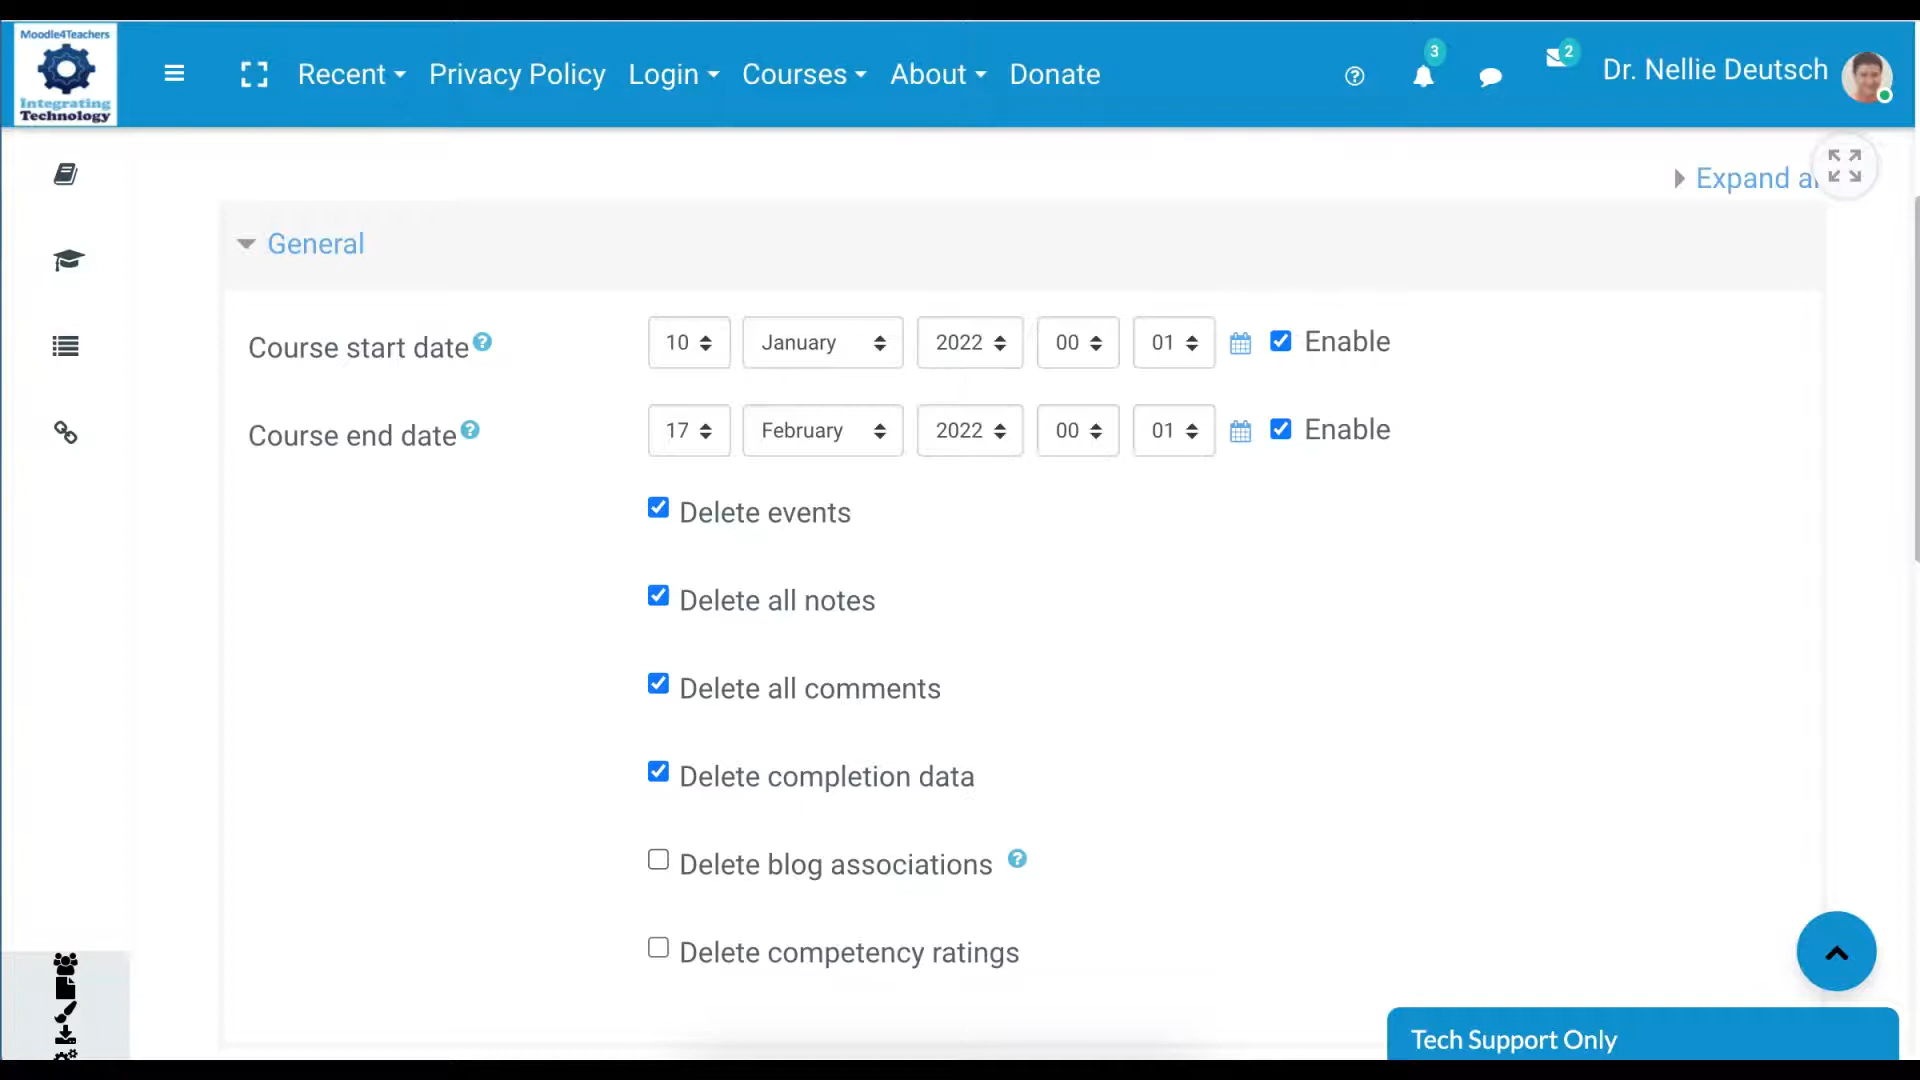 Moodle4Teachers
Integrating
Technology
Recent Privacy Policy Login Courses About Donate
3
2
Dr. Nellie Deutsch
Expand al
General
Course start date 10 January 2022 00 01 Enable
Course end date 17 February 2022 00 01 Enable
Delete events
Delete all notes
Delete all comments
Delete completion data
Delete blog associations
Delete competency ratings
Tech Support Only